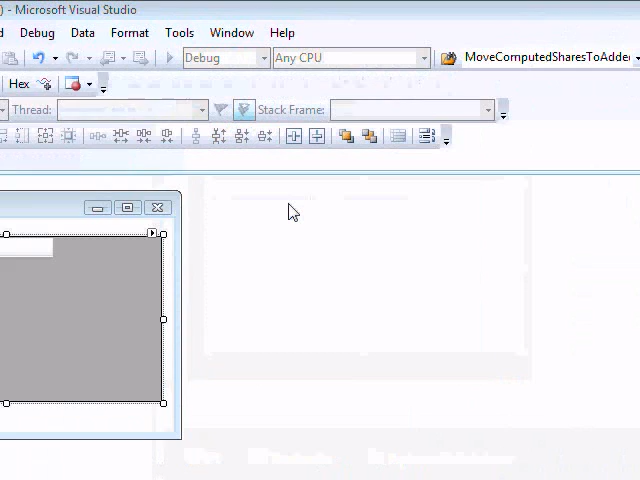 ) - Microsoft Visual Studio
d Debug Data Format Tools Window Help
Debug Any CPU MoveComputedSharesToAdde
Hex
Thread: Stack Frame: